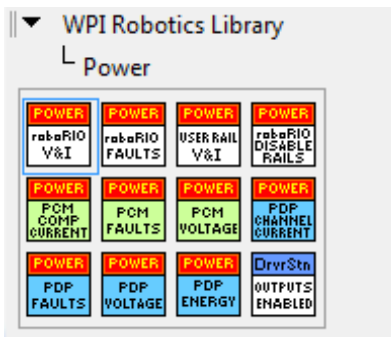 WPI Robotics Library
Power
POWER POWER POWER POWER
roboRIO V&I roboRIO FAULTS USER RAIL V&I roboRIO DISABLE RAILS
POWER POWER POWER POWER
PCM COMP CURRENT PCM FAULTS PCM VOLTAGE PDP CHANNEL CURRENT
POWER POWER POWER DrvrStn
PDP FAULTS PDP VOLTAGE PDP ENERGY OUTPUTS ENABLED